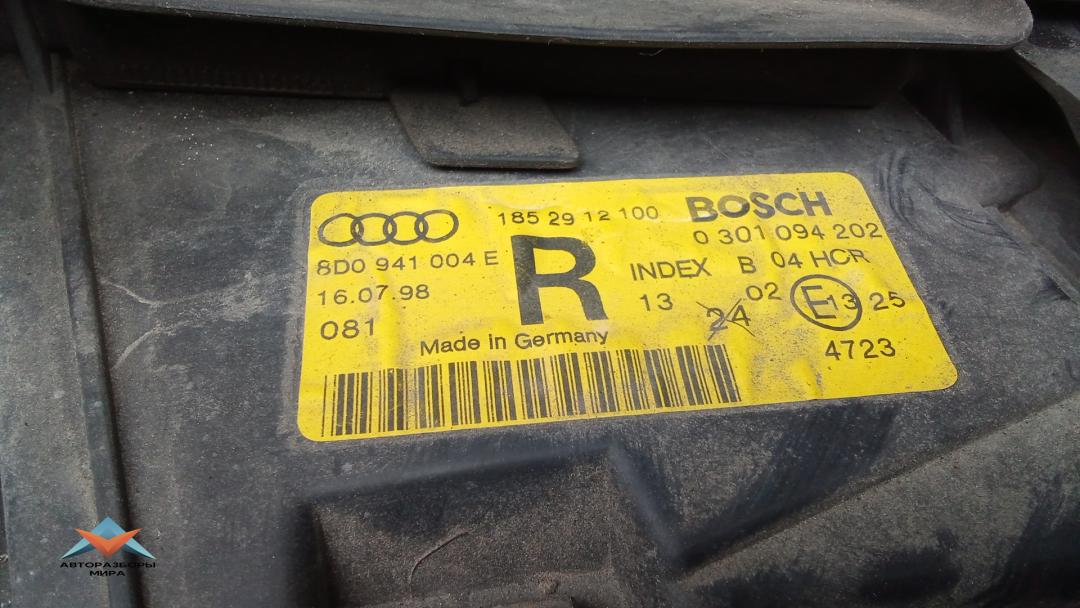 185 29 12 100 BOSCH
0 301 094 202
8D0 941 004 E R INDEX B 04 HCR
16.07.98 13 24 02 E13 25
081 Made in Germany 4723
АВТОРАЗБОРЫ
МИРА